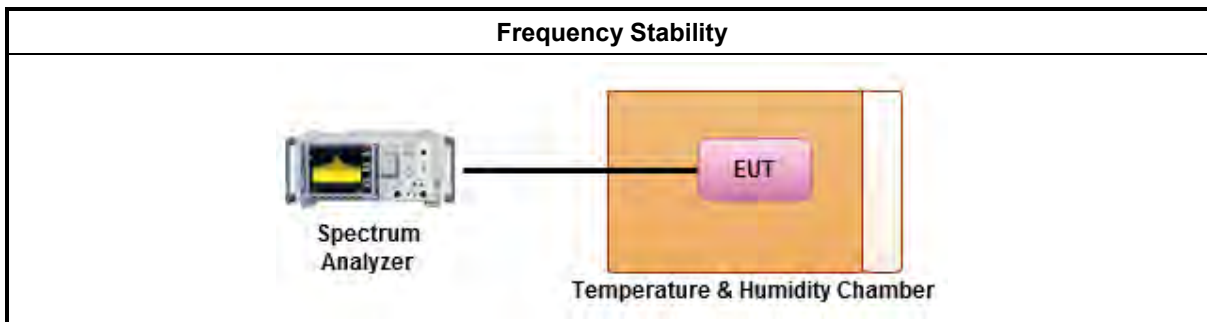 Frequency Stability
EUT
Spectrum
Analyzer
Temperature & Humidity Chamber